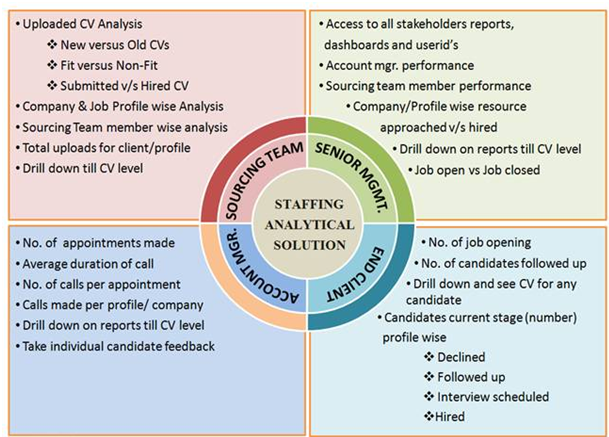 • Uploaded CV Analysis
❖ New versus Old CVs
❖ Fit versus Non-Fit
❖ Submitted v/s Hired CV
• Company & Job Profile wise Analysis
• Sourcing Team member wise analysis
• Total uploads for client/profile
• Drill down till CV level
• Access to all stakeholders reports,
dashboards and userid's
• Account mgr. performance
• Sourcing team member performance
• Company/Profile wise resource
approached v/s hired
• Drill down on reports till CV level
• Job open vs Job closed
SOURCING TEAM
SENIOR MGMT.
STAFFING
ANALYTICAL
SOLUTION
ACCOUNT MGR.
END CLIENT
• No. of appointments made
• Average duration of call
• No. of calls per appointment
• Calls made per profile/ company
• Drill down on reports till CV level
• Take individual candidate feedback
• No. of job opening
• No. of candidates followed up
• Drill down and see CV for any
candidate
• Candidates current stage (number)
profile wise
❖ Declined
❖ Followed up
❖ Interview scheduled
❖Hired